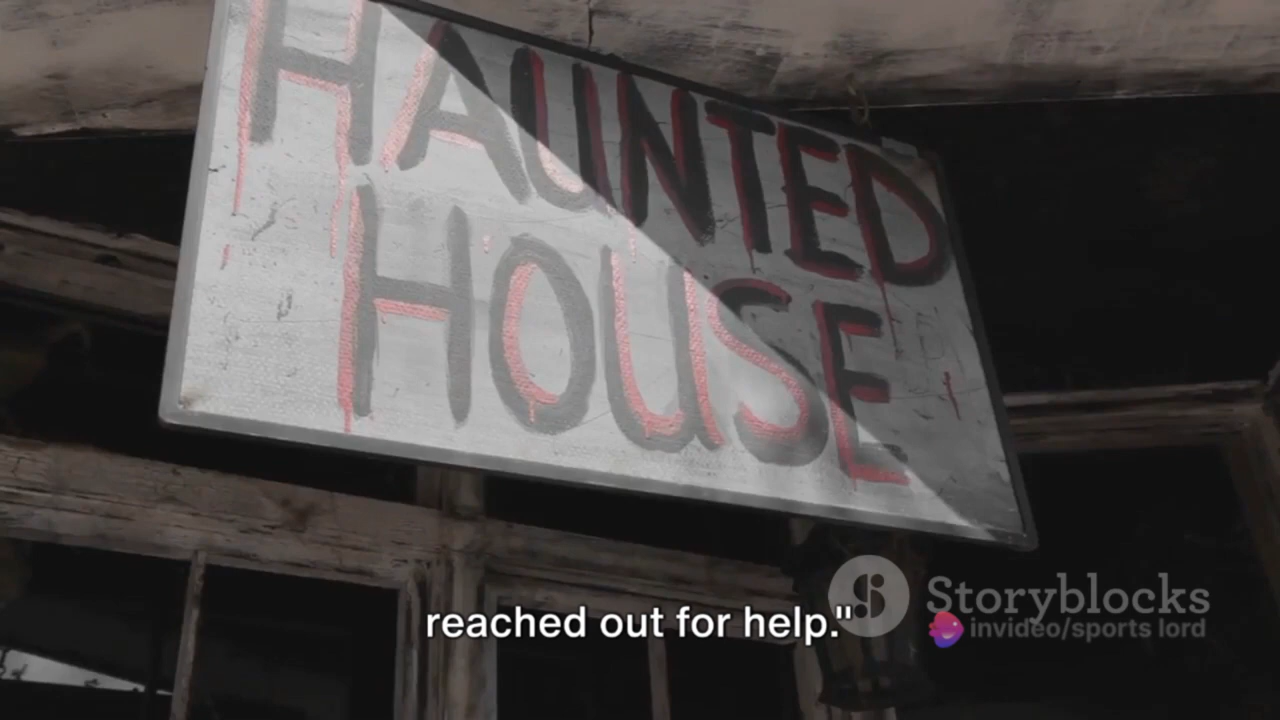 HAUNTED
HOUSE
reached out for help."
Storyblocks
invideo/sports lord